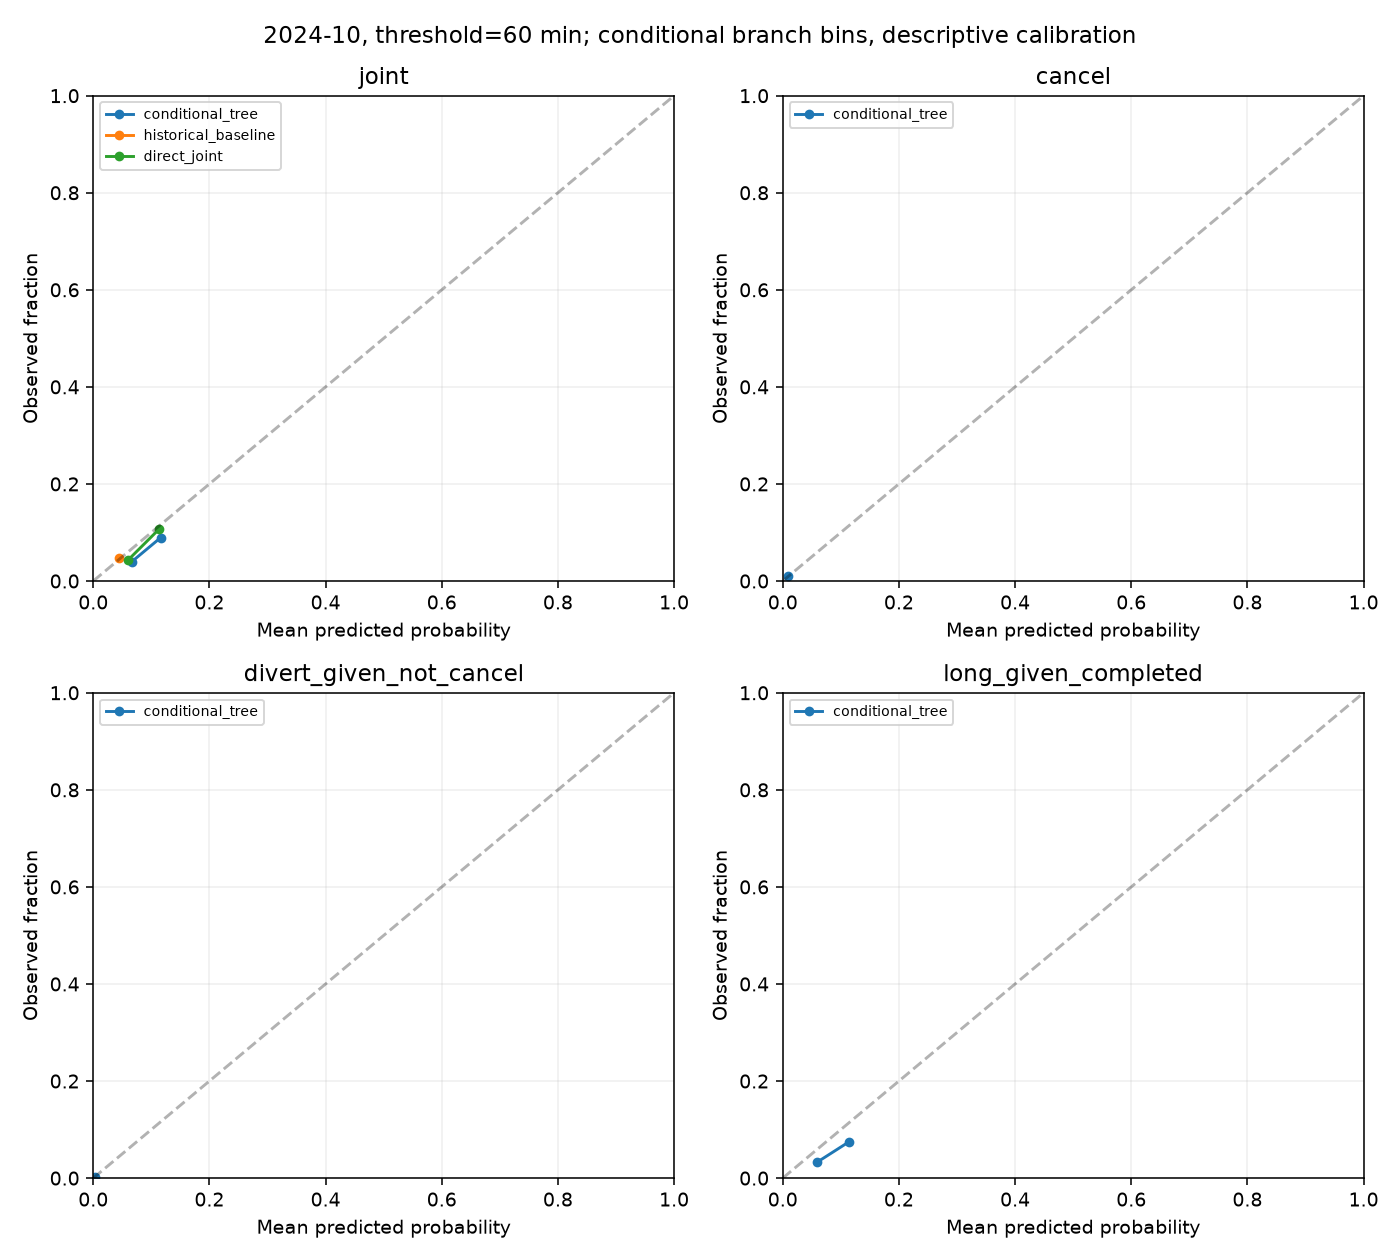 2024-10, threshold=60 min; conditional branch bins, descriptive calibration
joint
conditional_tree
historical_baseline
direct_joint
1.0
0.8
0.6
0.4
0.2
0.0
0.0 0.2 0.4 0.6 0.8 1.0
Observed fraction
Mean predicted probability
cancel
conditional_tree
1.0
0.8
0.6
0.4
0.2
0.0
0.0 0.2 0.4 0.6 0.8 1.0
Observed fraction
Mean predicted probability
divert_given_not_cancel
conditional_tree
1.0
0.8
0.6
0.4
0.2
0.0
0.0 0.2 0.4 0.6 0.8 1.0
Observed fraction
Mean predicted probability
long_given_completed
conditional_tree
1.0
0.8
0.6
0.4
0.2
0.0
0.0 0.2 0.4 0.6 0.8 1.0
Observed fraction
Mean predicted probability